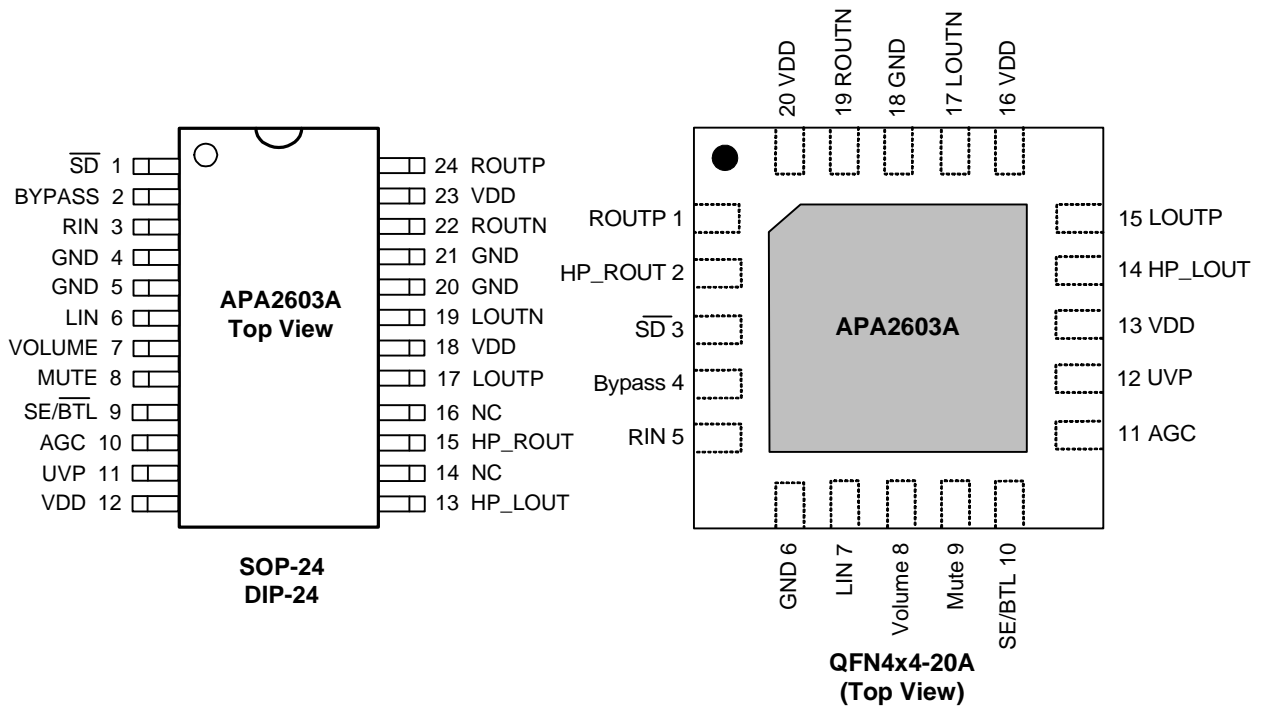 S̅D̅ 1
BYPASS 2
RIN 3
GND 4
GND 5
LIN 6
VOLUME 7
MUTE 8
SE/B̅T̅L̅ 9
AGC 10
UVP 11
VDD 12
APA2603A
Top View
24 ROUTP
23 VDD
22 ROUTN
21 GND
20 GND
19 LOUTN
18 VDD
17 LOUTP
16 NC
15 HP_ROUT
14 NC
13 HP_LOUT
SOP-24
DIP-24
20 VDD
19 ROUTN
18 GND
17 LOUTN
16 VDD
ROUTP 1
HP_ROUT 2
S̅D̅ 3
Bypass 4
RIN 5
APA2603A
15 LOUTP
14 HP_LOUT
13 VDD
12 UVP
11 AGC
GND 6
LIN 7
Volume 8
Mute 9
SE/BTL 10
QFN4x4-20A
(Top View)